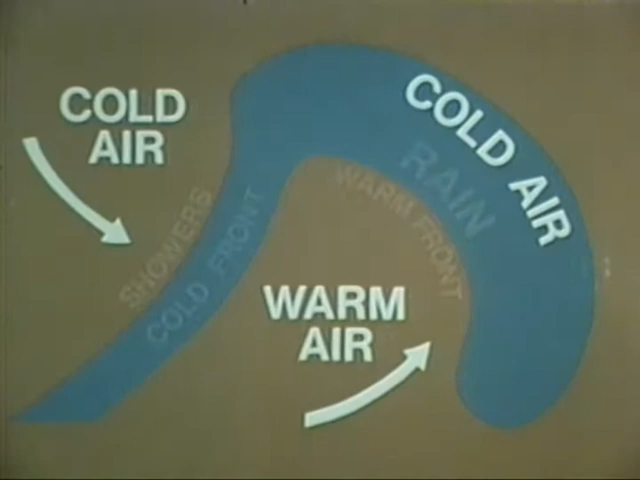 COLD
AIR
COLD AIR
RAIN
WARM FRONT
SHOWERS
COLD FRONT
WARM
AIR